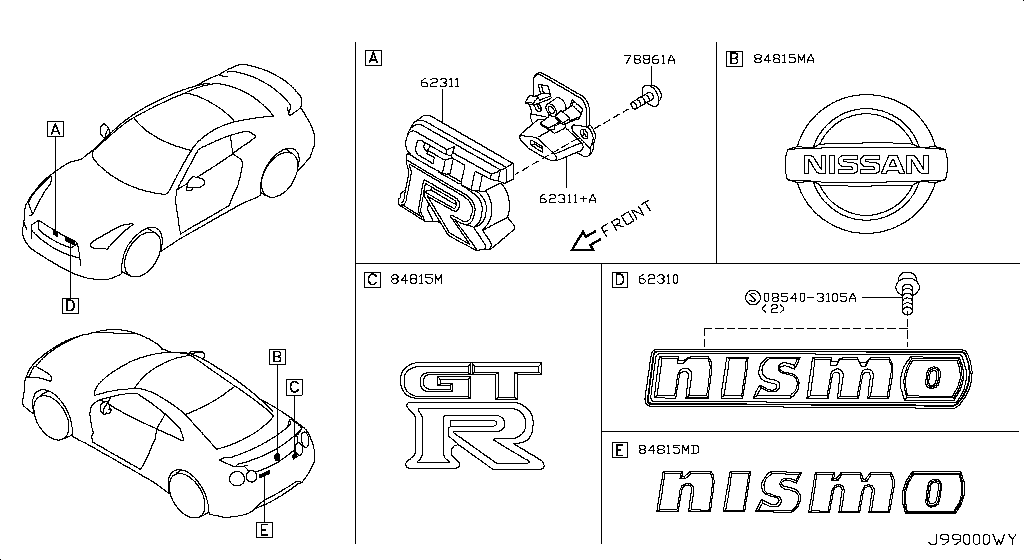 A
D
B
C
E
A
62311
78861A
62311+A
FRONT
GT
R
B 84815MA
NISSAN
C 84815M
GT
R
D 62310
S 08540-3105A
(2)
nismo
E 84815MD
nismo
J99000WY